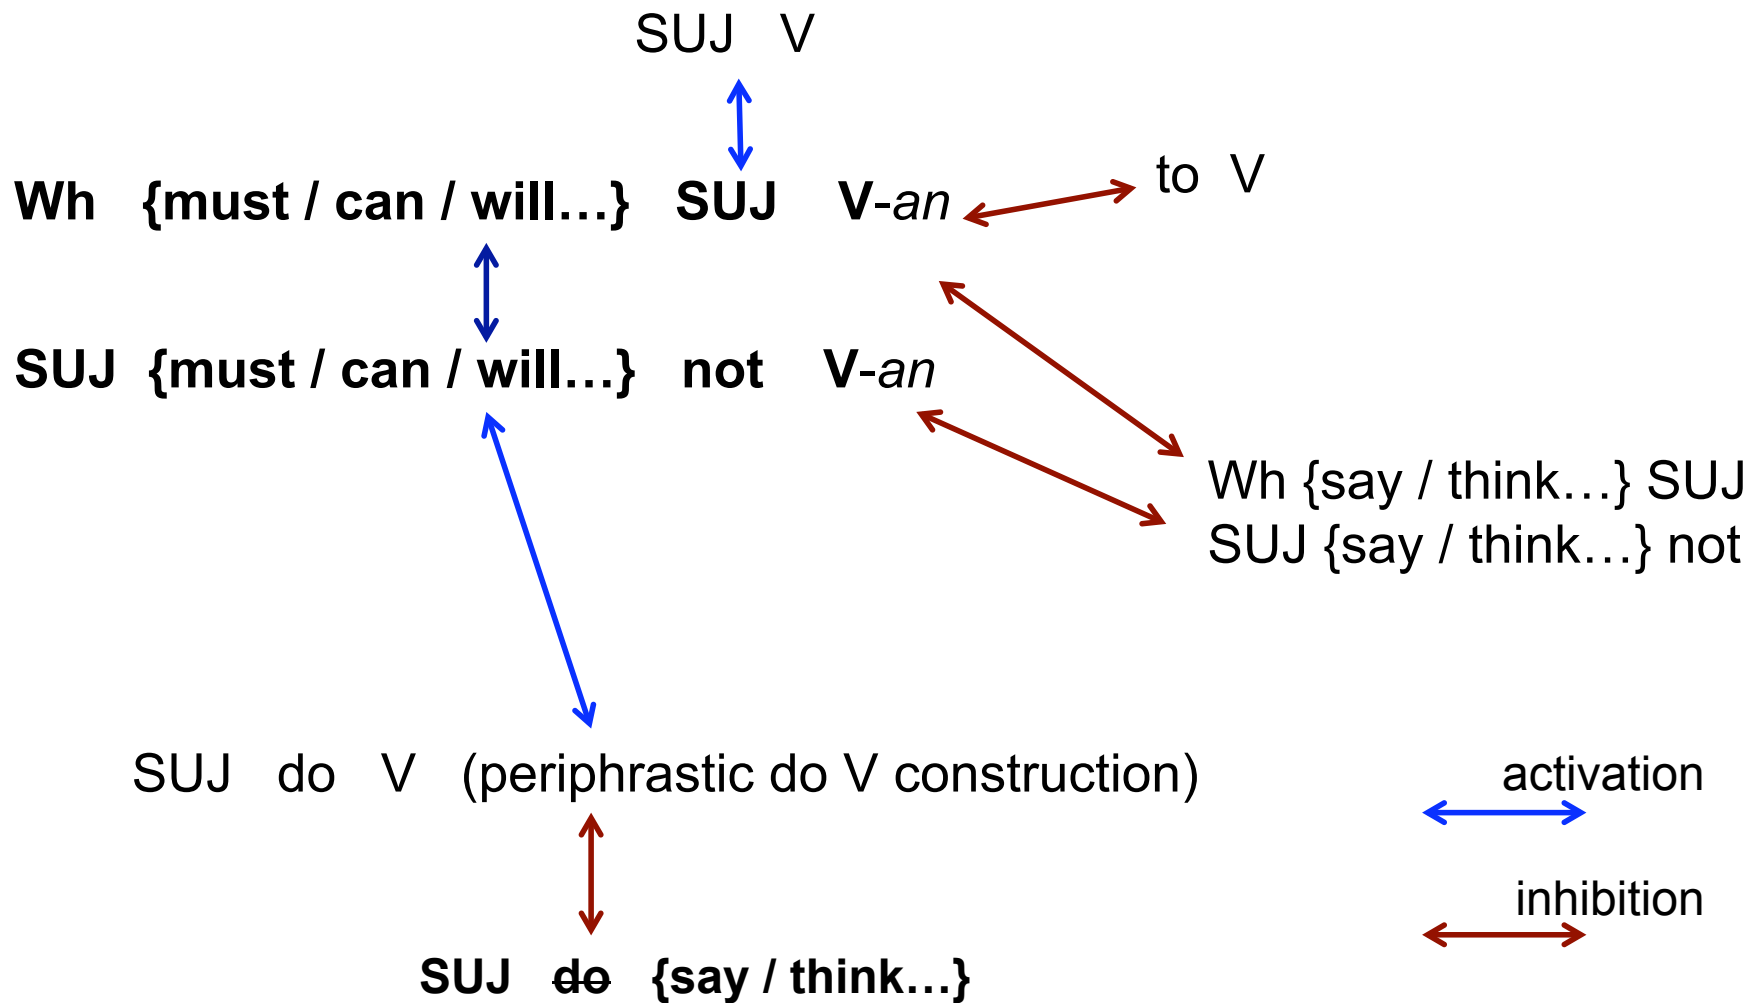 SUJ V
Wh {must / can / will…} SUJ V-an
to V
SUJ {must / can / will…} not V-an
Wh {say / think…} SUJ
SUJ {say / think…} not
SUJ do V (periphrastic do V construction)
activation
inhibition
SUJ do {say / think…}